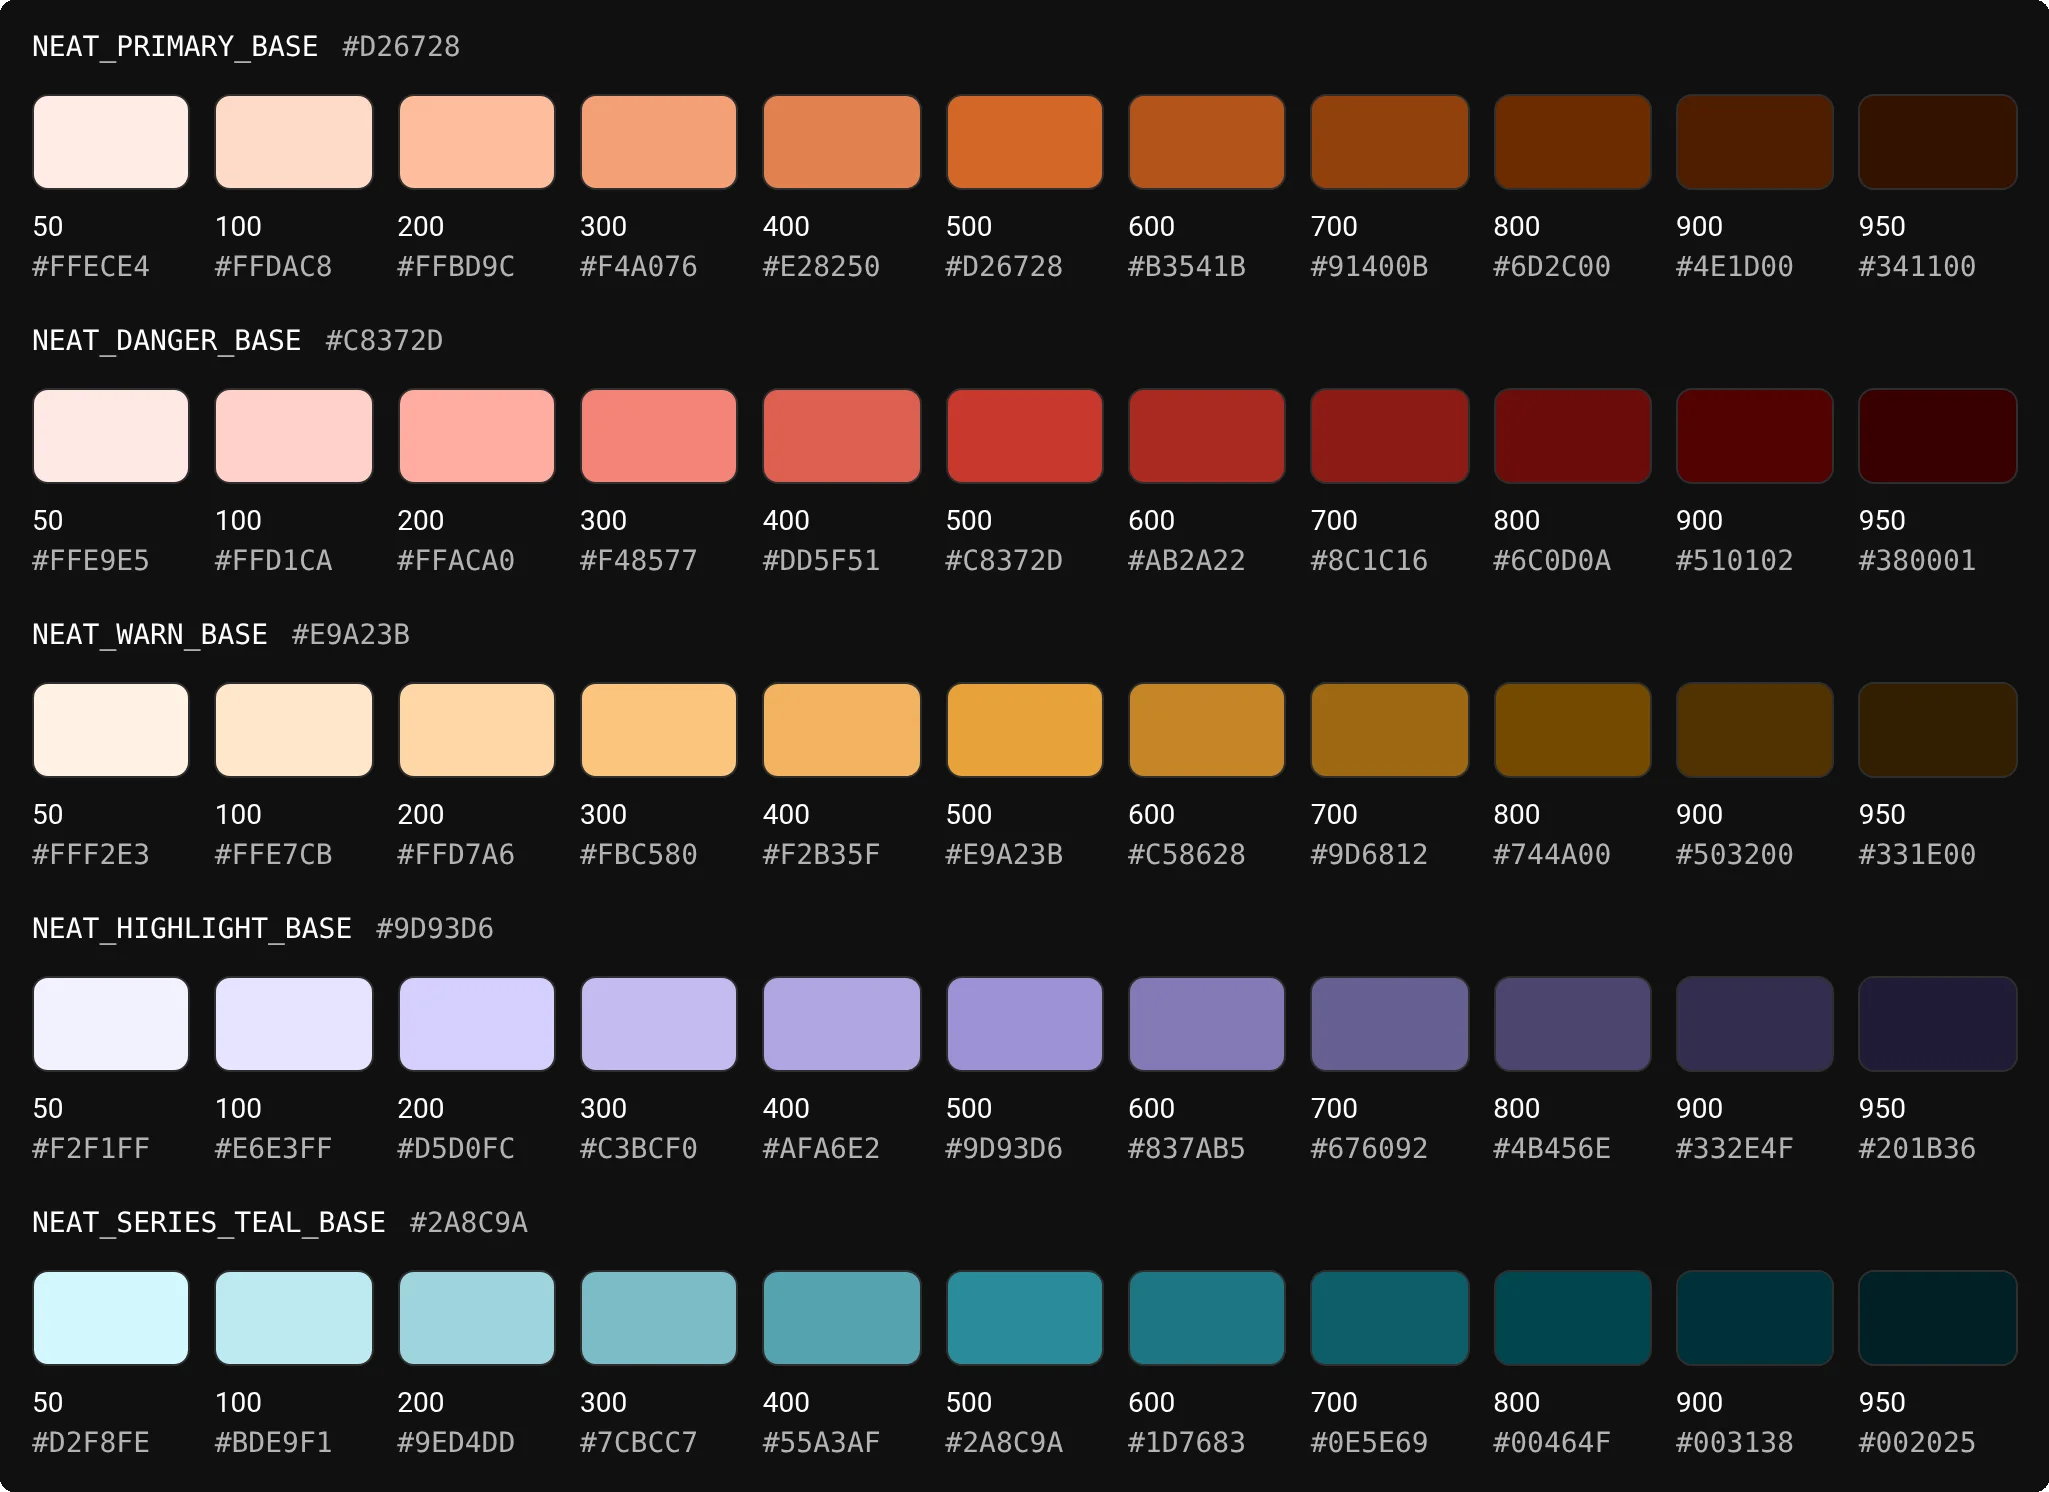 NEAT_PRIMARY_BASE #D26728
50 100 200 300 400 500 600 700 800 900 950
#FFECE4 #FFDAC8 #FFBD9C #F4A076 #E28250 #D26728 #B3541B #91400B #6D2C00 #4E1D00 #341100
NEAT_DANGER_BASE #C8372D
50 100 200 300 400 500 600 700 800 900 950
#FFE9E5 #FFD1CA #FFACA0 #F48577 #DD5F51 #C8372D #AB2A22 #8C1C16 #6C0D0A #510102 #380001
NEAT_WARN_BASE #E9A23B
50 100 200 300 400 500 600 700 800 900 950
#FFF2E3 #FFE7CB #FFD7A6 #FBC580 #F2B35F #E9A23B #C58628 #9D6812 #744A00 #503200 #331E00
NEAT_HIGHLIGHT_BASE #9D93D6
50 100 200 300 400 500 600 700 800 900 950
#F2F1FF #E6E3FF #D5D0FC #C3BCF0 #AFA6E2 #9D93D6 #837AB5 #676092 #4B456E #332E4F #201B36
NEAT_SERIES_TEAL_BASE #2A8C9A
50 100 200 300 400 500 600 700 800 900 950
#D2F8FE #BDE9F1 #9ED4DD #7CBCC7 #55A3AF #2A8C9A #1D7683 #0E5E69 #00464F #003138 #002025